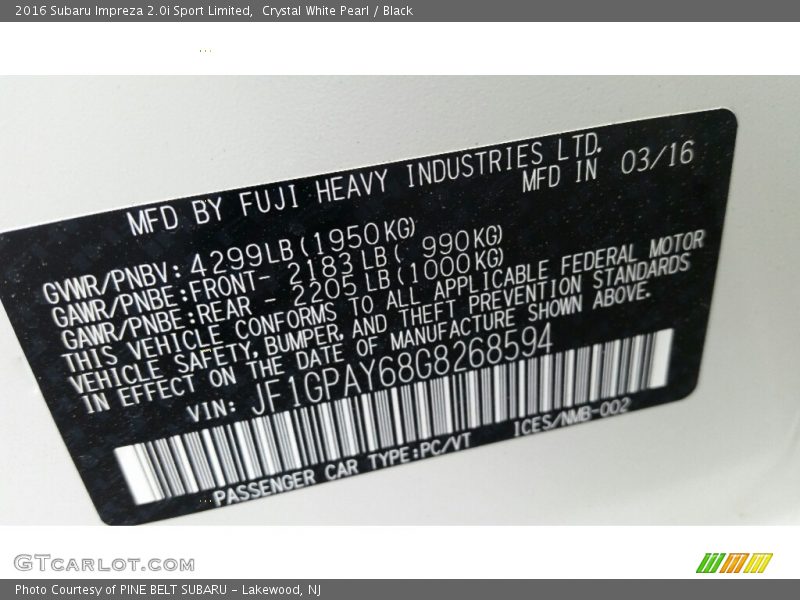 2016 Subaru Impreza 2.0i Sport Limited,  Crystal White Pearl / Black
MFD BY FUJI HEAVY INDUSTRIES LTD.
MFD IN 03/16
GVWR/PNBV: 4299LB(1950KG)
GAWR/PNBE:FRONT- 2183 LB( 990KG)
GAWR/PNBE:REAR - 2205 LB(1000KG)
THIS VEHICLE CONFORMS TO ALL APPLICABLE FEDERAL MOTOR
VEHICLE SAFETY, BUMPER, AND THEFT PREVENTION STANDARDS
IN EFFECT ON THE DATE OF MANUFACTURE SHOWN ABOVE.
VIN: JF1GPAY68G8268594
PASSENGER CAR TYPE:PC/VT ICES/NMB-002
GTcarlot.com
Photo Courtesy of PINE BELT SUBARU - Lakewood, NJ